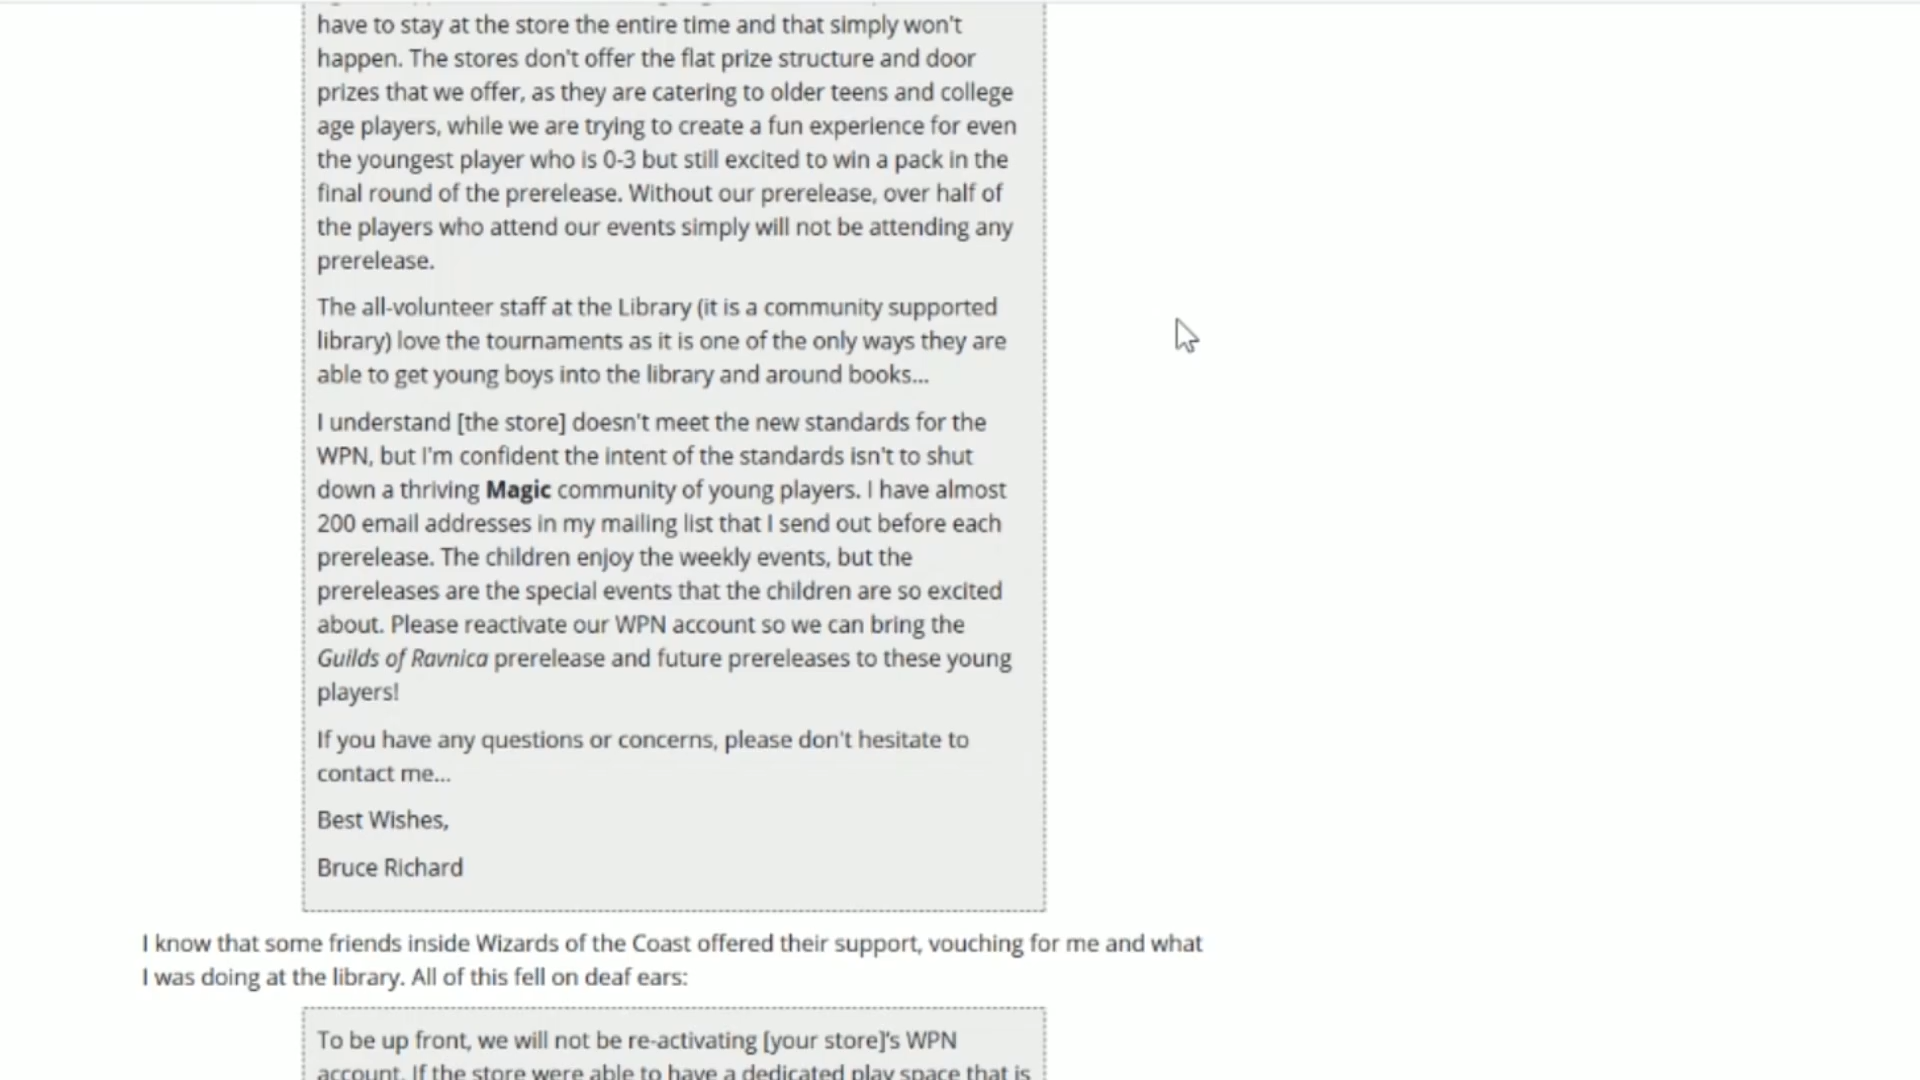 have to stay at the store the entire time and that simply won't
happen. The stores don't offer the flat prize structure and door
prizes that we offer, as they are catering to older teens and college
age players, while we are trying to create a fun experience for even
the youngest player who is 0-3 but still excited to win a pack in the
final round of the prerelease. Without our prerelease, over half of
the players who attend our events simply will not be attending any
prerelease.
The all-volunteer staff at the Library (it is a community supported
library) love the tournaments as it is one of the only ways they are
able to get young boys into the library and around books...
I understand [the store] doesn't meet the new standards for the
WPN, but I'm confident the intent of the standards isn't to shut
down a thriving Magic community of young players. I have almost
200 email addresses in my mailing list that I send out before each
prerelease. The children enjoy the weekly events, but the
prereleases are the special events that the children are so excited
about. Please reactivate our WPN account so we can bring the
Guilds of Ravnica prerelease and future prereleases to these young
players!
If you have any questions or concerns, please don't hesitate to
contact me...
Best Wishes,
Bruce Richard
I know that some friends inside Wizards of the Coast offered their support, vouching for me and what
I was doing at the library. All of this fell on deaf ears:
To be up front, we will not be re-activating [your store]'s WPN
account. If the store were able to have a dedicated play space that is